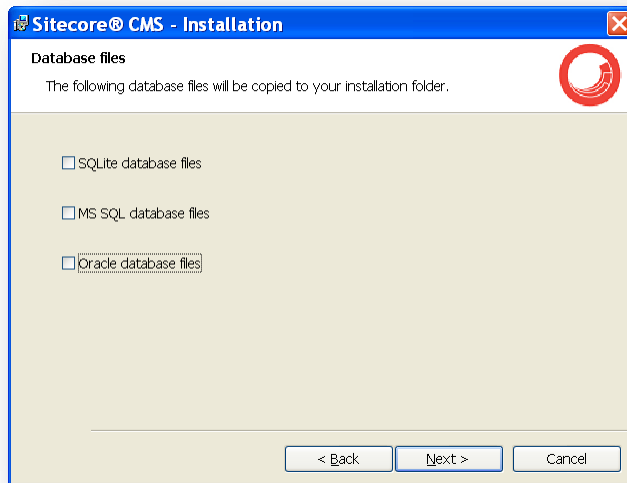 Sitecore® CMS - Installation
Database files
The following database files will be copied to your installation folder.
SQLite database files
MS SQL database files
Oracle database files
< Back Next > Cancel